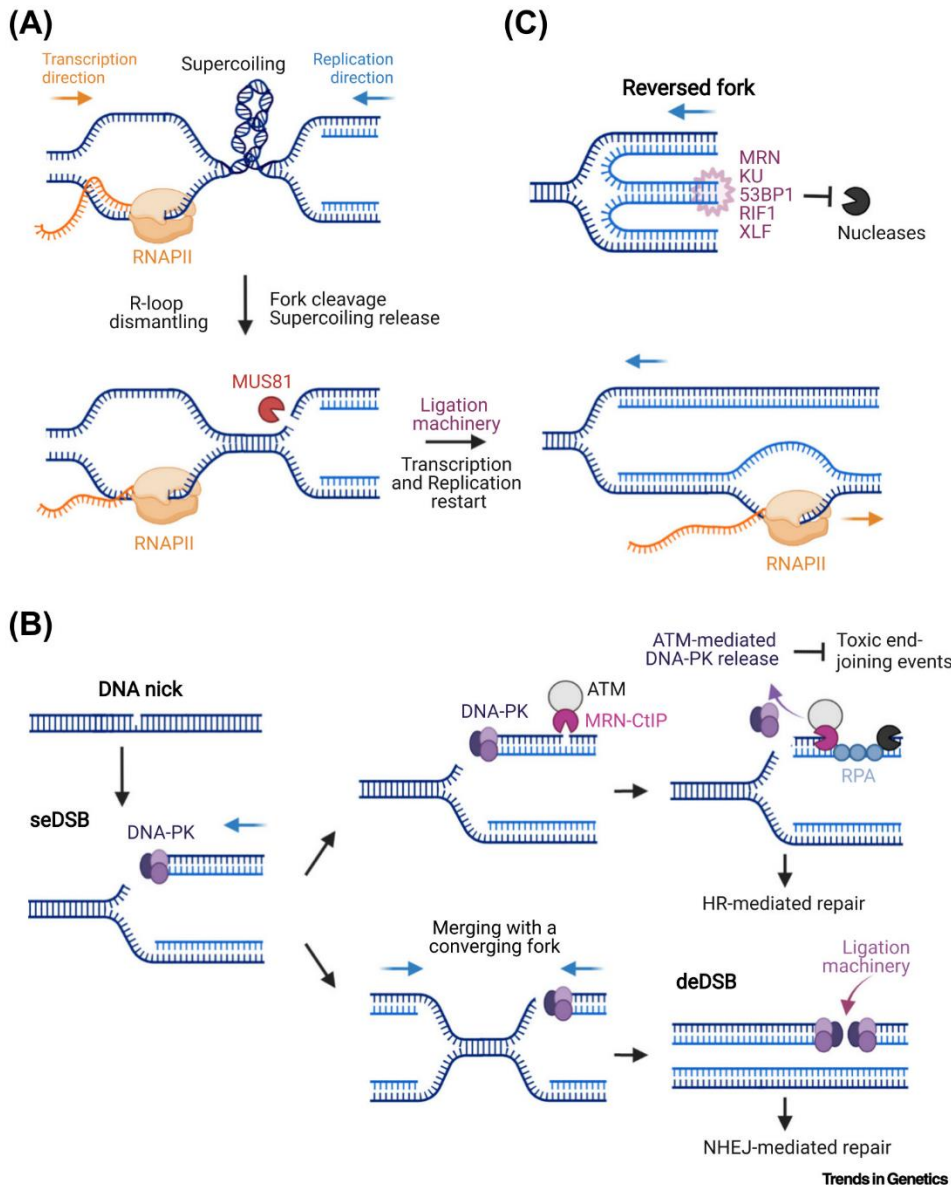 (A)
Transcription
direction
Supercoiling
Replication
direction
RNAPII
R-loop
dismantling
Fork cleavage
Supercoiling release
MUS81
RNAPII
Ligation
machinery
Transcription
and Replication
restart
RNAPII
(C)
Reversed fork
MRN
KU
53BP1
RIF1
XLF
Nucleases
(B)
DNA nick
seDSB
DNA-PK
DNA-PK
ATM
MRN-CtIP
ATM-mediated
DNA-PK release
Toxic end-
joining events
RPA
HR-mediated repair
Merging with a
converging fork
deDSB
Ligation
machinery
NHEJ-mediated repair
Trends in Genetics